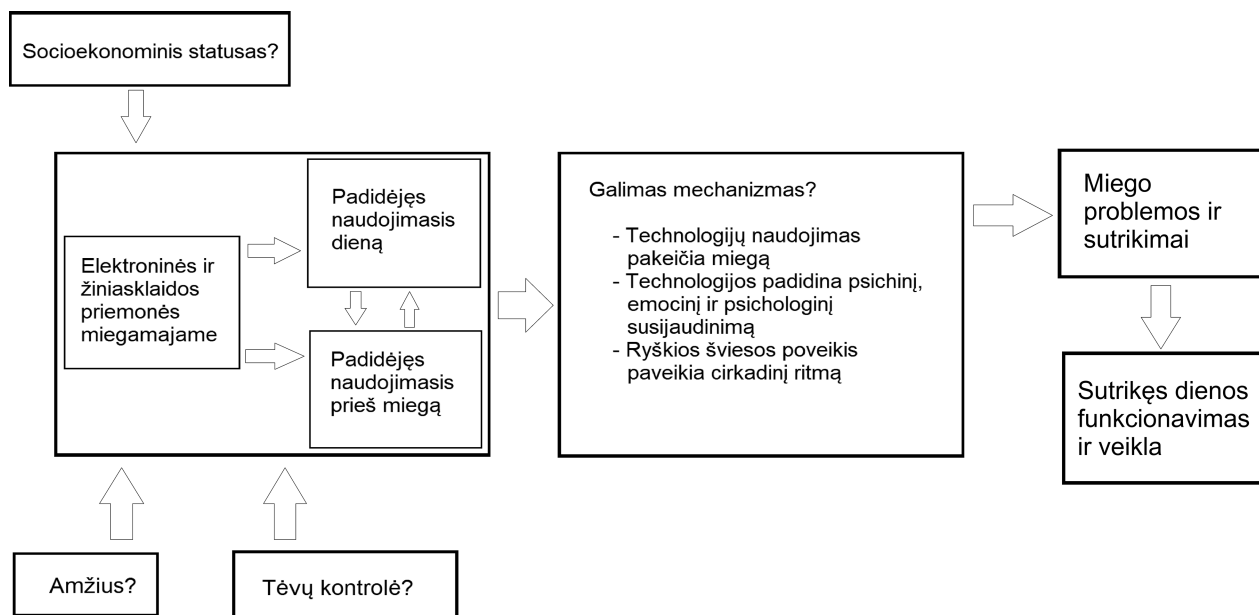 Socioekonominis statusas?
Elektroninės ir
žiniasklaidos
priemonės
miegamajame
Padidėjęs
naudojimasis
dieną
Padidėjęs
naudojimasis
prieš miegą
Galimas mechanizmas?
- Technologijų naudojimas
pakeičia miegą
- Technologijos padidina psichinį,
emocinį ir psichologinį
susijaudinimą
- Ryškios šviesos poveikis
paveikia cirkadinį ritmą
Miego
problemos ir
sutrikimai
Sutrikęs dienos
funkcionavimas
ir veikla
Amžius?
Tėvų kontrolė?